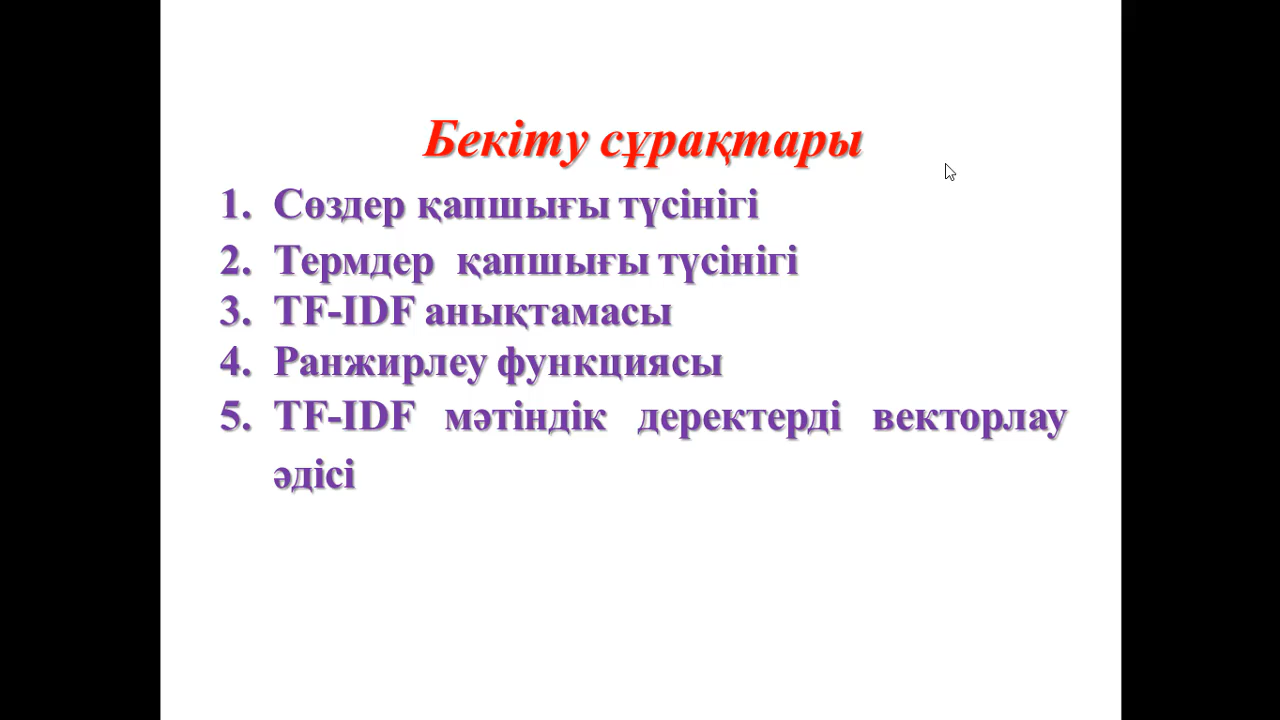 Бекіту сұрақтары
1. Сөздер қапшығы түсінігі
2. Термдер қапшығы түсінігі
3. TF-IDF анықтамасы
4. Ранжирлеу функциясы
5. TF-IDF мәтіндік деректерді векторлау
әдісі